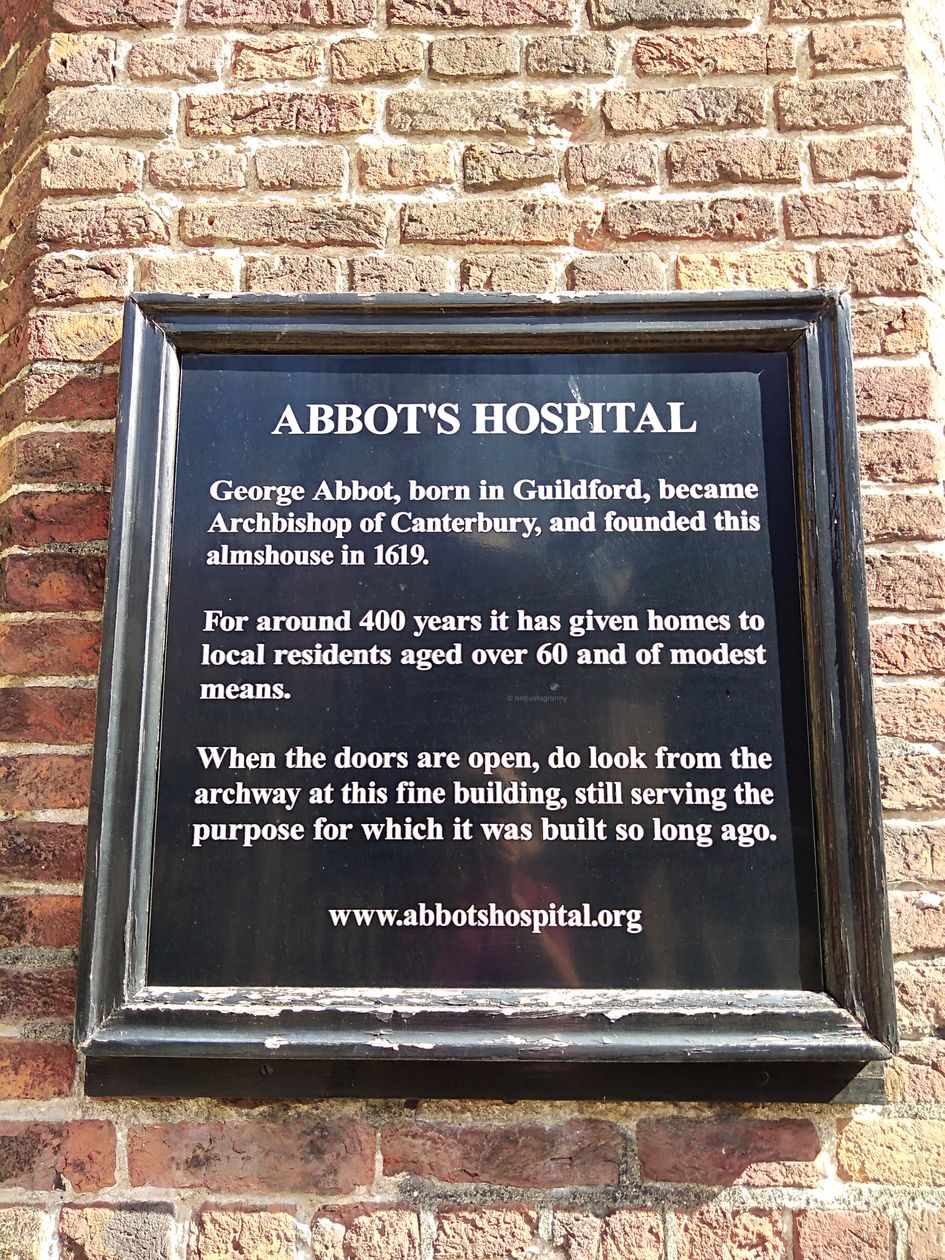 ABBOT'S HOSPITAL
George Abbot, born in Guildford, became
Archbishop of Canterbury, and founded this
almshouse in 1619.
For around 400 years it has given homes to
local residents aged over 60 and of modest
means.
© notjustagranny
When the doors are open, do look from the
archway at this fine building, still serving the
purpose for which it was built so long ago.
www.abbotshospital.org